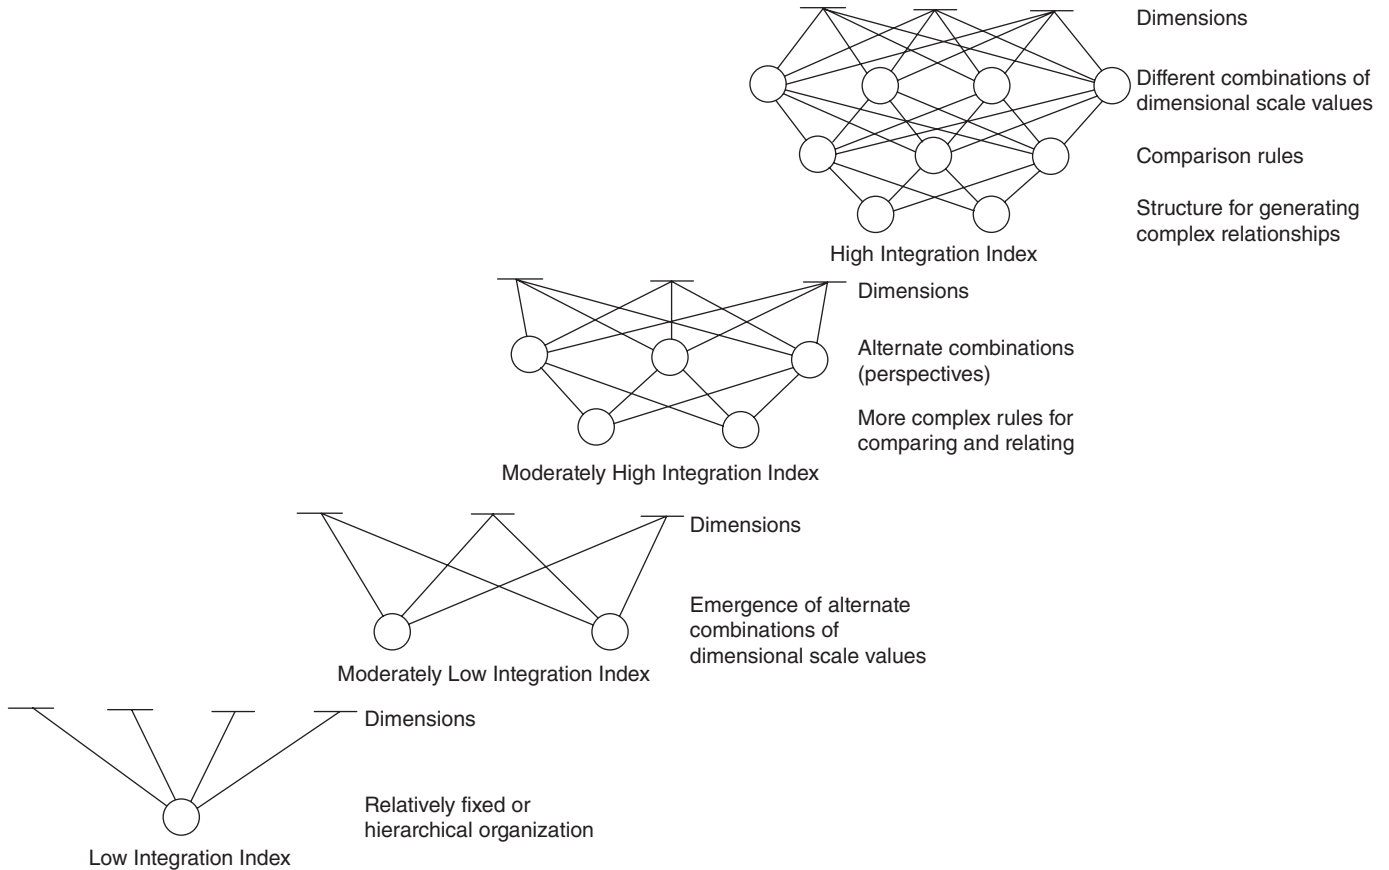 Dimensions
Different combinations of
dimensional scale values
Comparison rules
Structure for generating
complex relationships
High Integration Index
Dimensions
Alternate combinations
(perspectives)
More complex rules for
comparing and relating
Moderately High Integration Index
Dimensions
Emergence of alternate
combinations of
dimensional scale values
Moderately Low Integration Index
Dimensions
Relatively fixed or
hierarchical organization
Low Integration Index